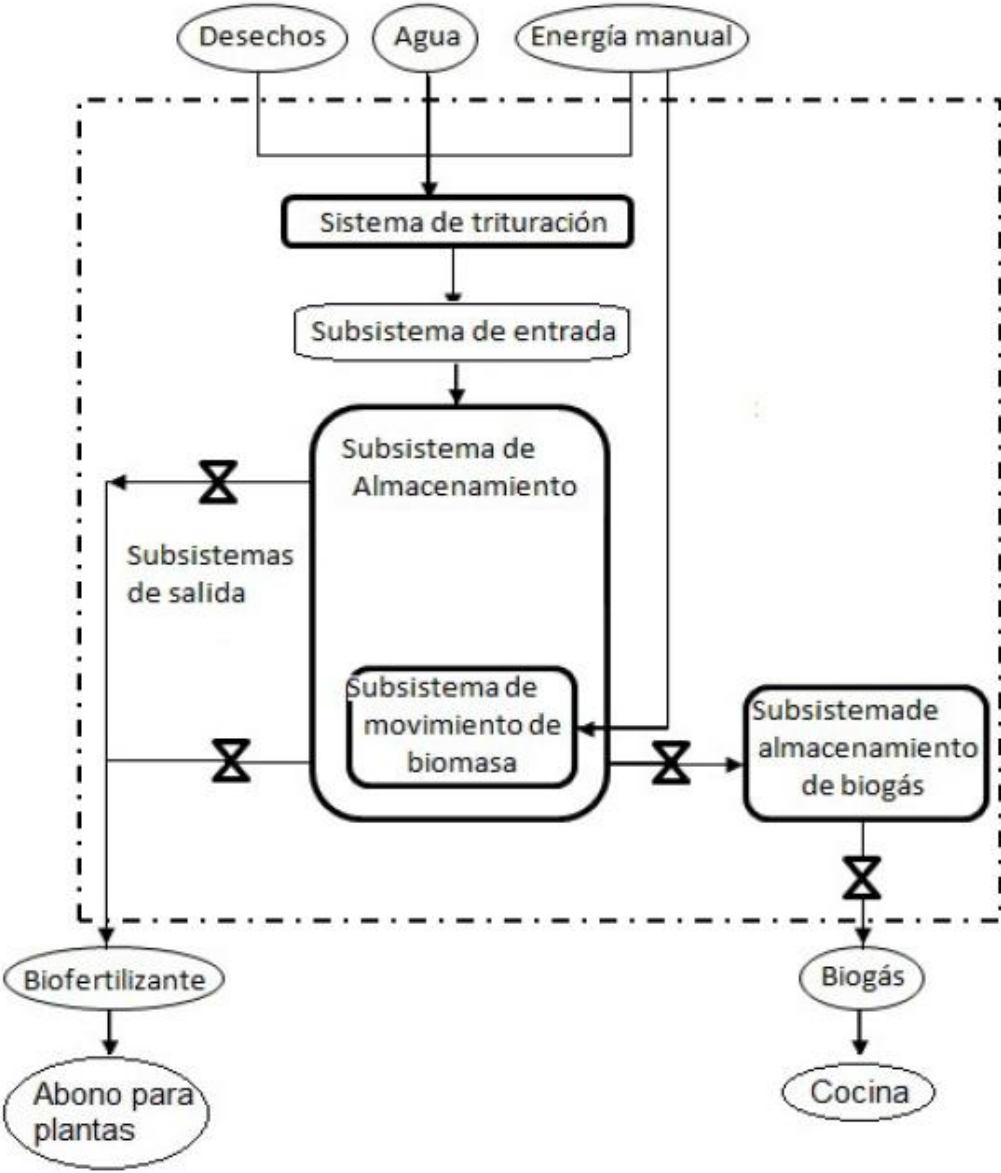 Desechos
Agua
Energía manual
Sistema de trituración
Subsistema de entrada
Subsistema de
Almacenamiento
Subsistemas
de salida
Subsistema de
movimiento de
biomasa
Subsistemade
almacenamiento
de biogás
Biofertilizante
Biogás
Abono para
plantas
Cocina